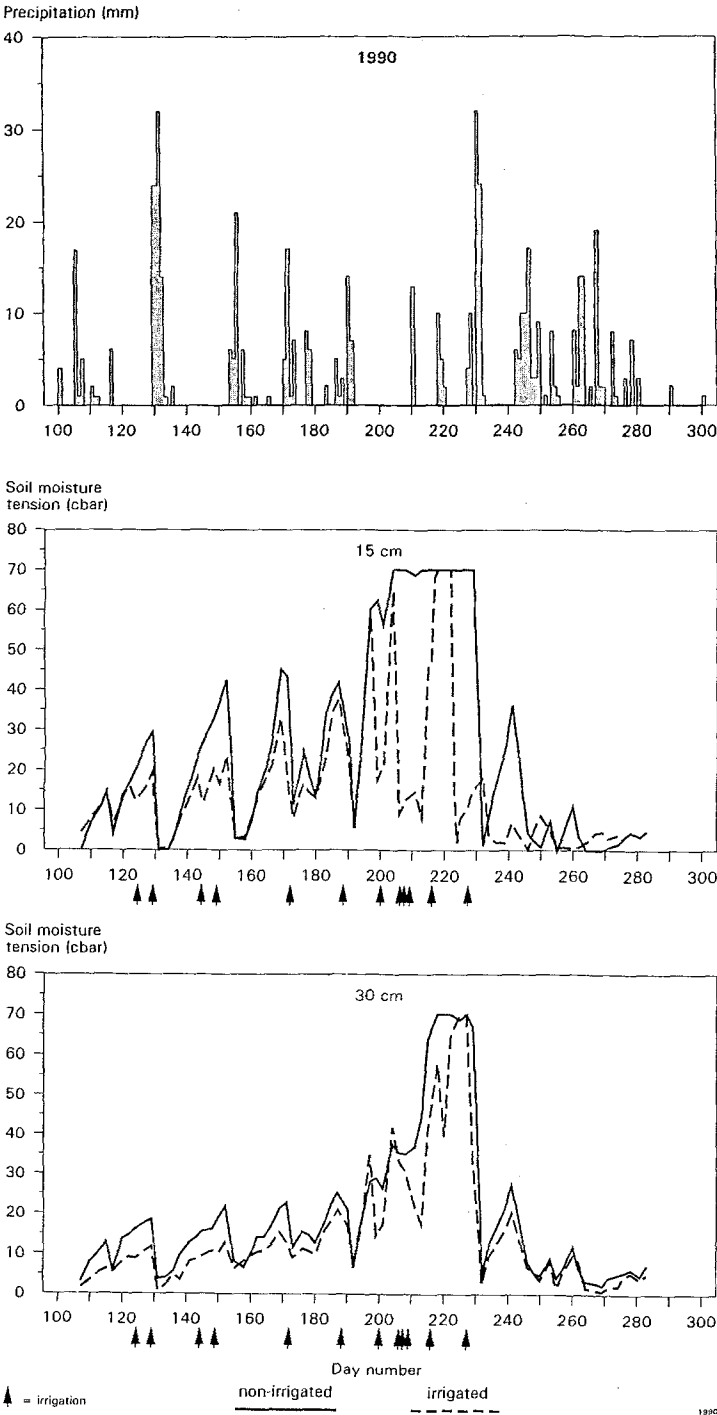 Precipitation (mm)
40
1990
30
20
10
0
100 120 140 160 180 200 220 240 260 280 300
Soil moisture
tension (cbar)
80
15 cm
70
60
50
40
30
20
10
0
100 120 140 160 180 200 220 240 260 280 300
Soil moisture
tension (cbar)
80
30 cm
70
60
50
40
30
20
10
0
100 120 140 160 180 200 220 240 260 280 300
Day number
= irrigation
non-irrigated
irrigated
1990